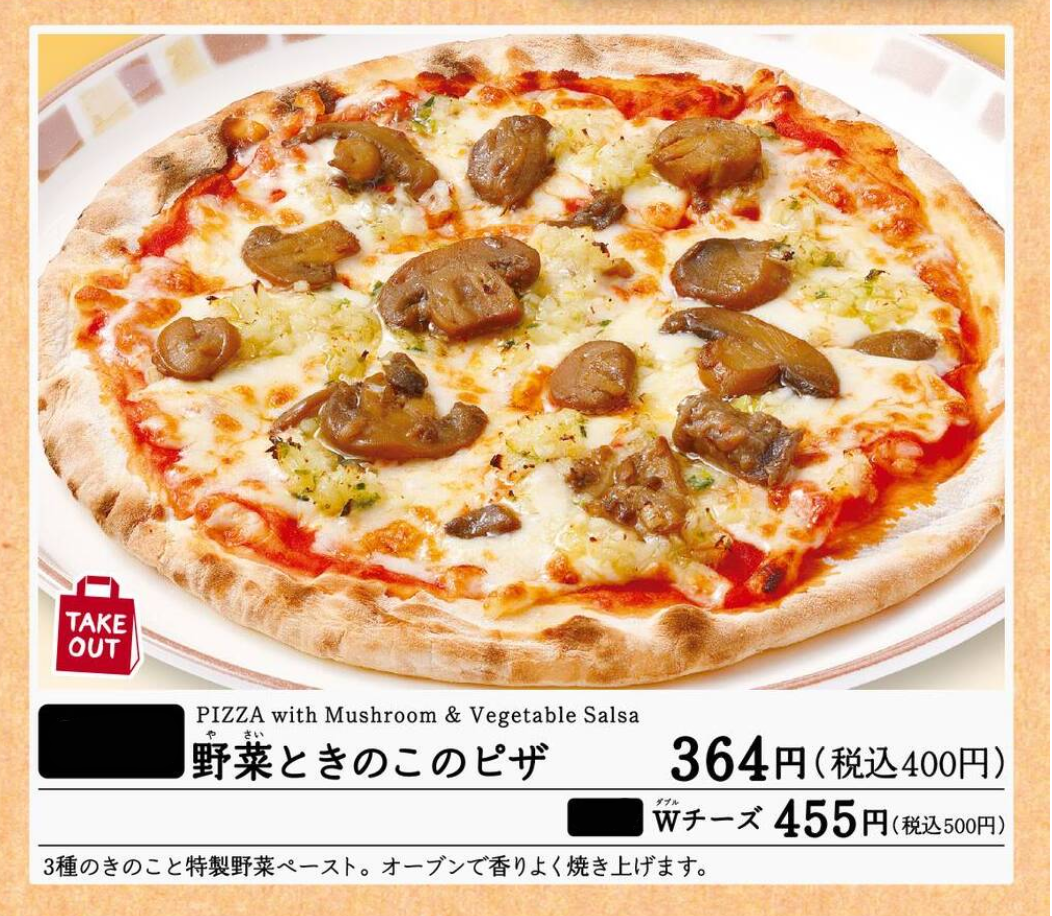 TAKE
OUT
PIZZA with Mushroom & Vegetable Salsa
や さい
野菜ときのこのピザ 364円(税込400円)
ダブル
Wチーズ 455円(税込500円)
3種のきのこと特製野菜ペースト。オーブンで香りよく焼き上げます。